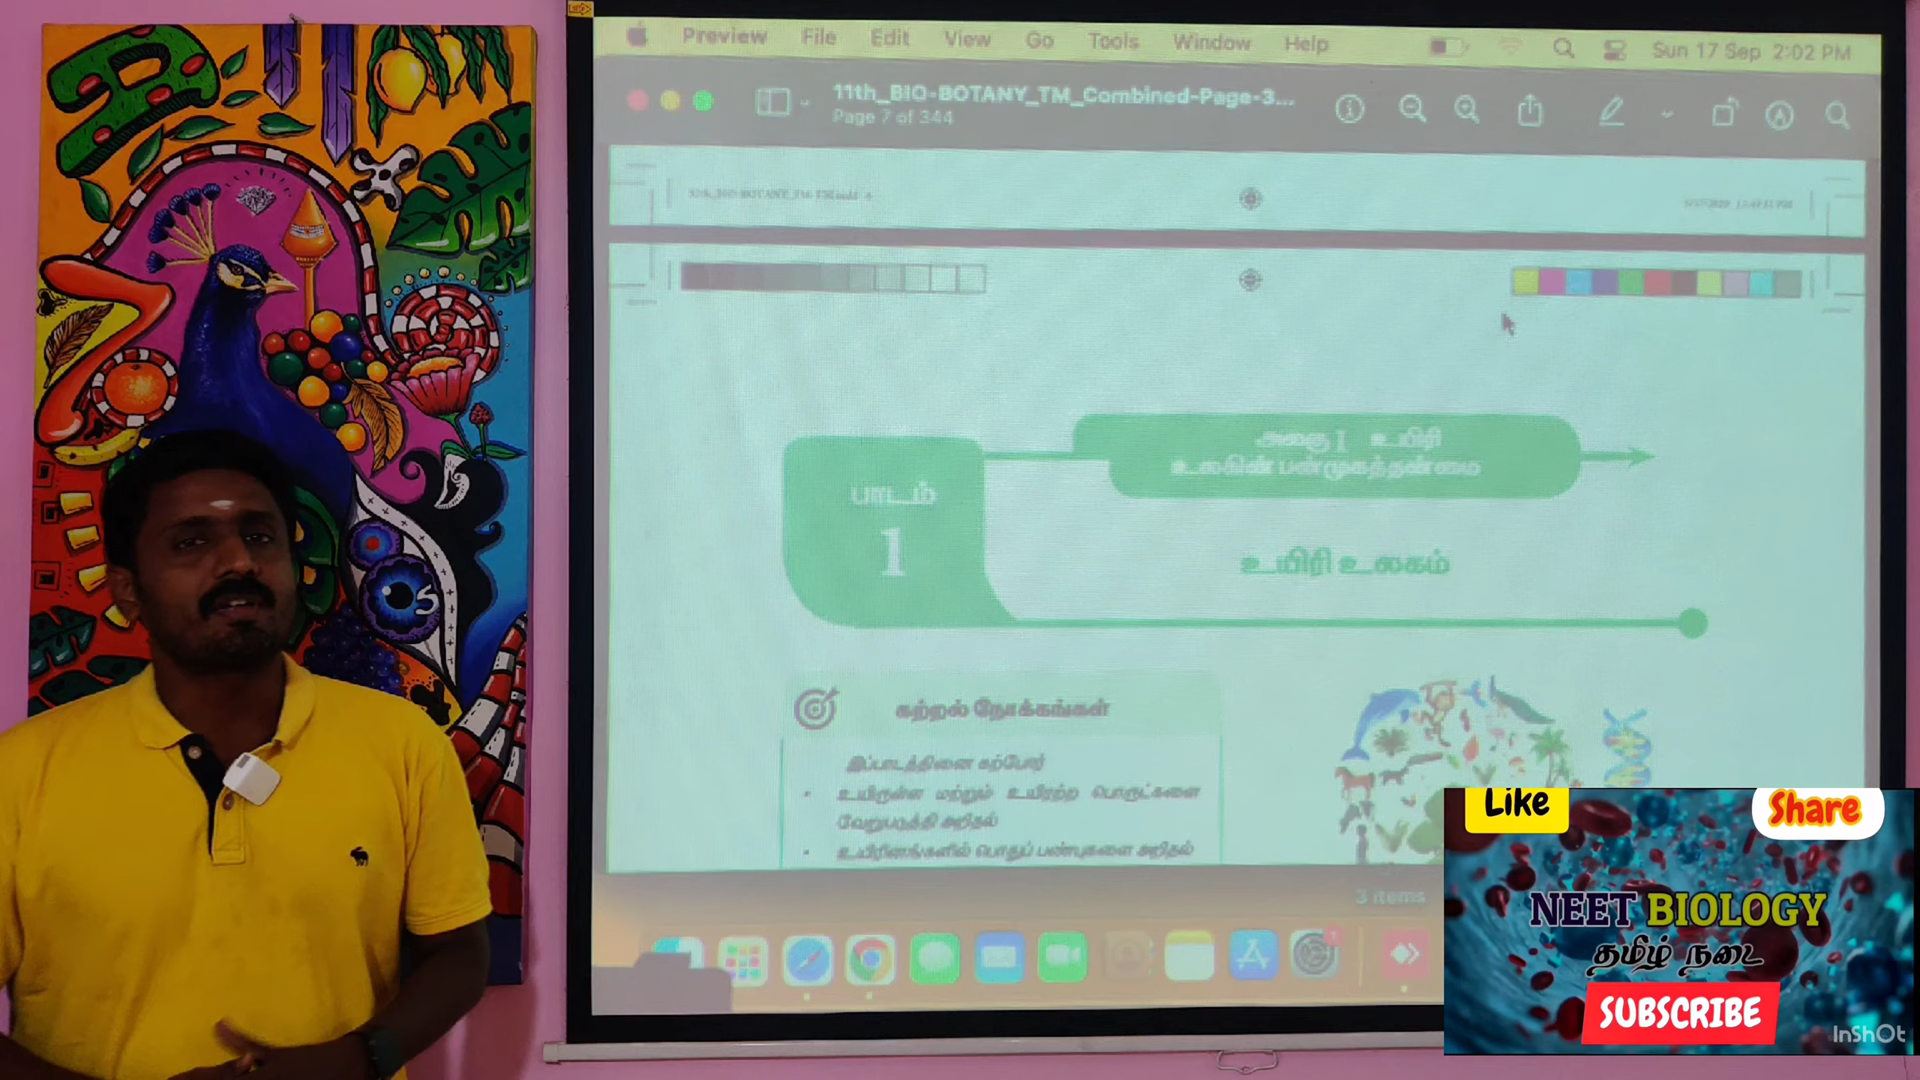 Preview File Edit View Go Tools Window Help Sun 17 Sep 2:02 PM
11th_BIO-BOTANY_TM_Combined-Page-3...
Page 7 of 344
அலகு I உயிரி
உலகின் பன்முகத்தன்மை
பாடம்
1
உயிரி உலகம்
கற்றல் நோக்கங்கள்
இப்பாடத்தினை கற்போர்
• உயிருள்ள மற்றும் உயிரற்ற பொருட்களை
வேறுபடுத்தி அறிதல்
• உயிரினங்களில் பொதுப் பண்புகளை அறிதல்
3 items
Like
Share
NEET BIOLOGY
தமிழ் நடை
SUBSCRIBE
InShOt